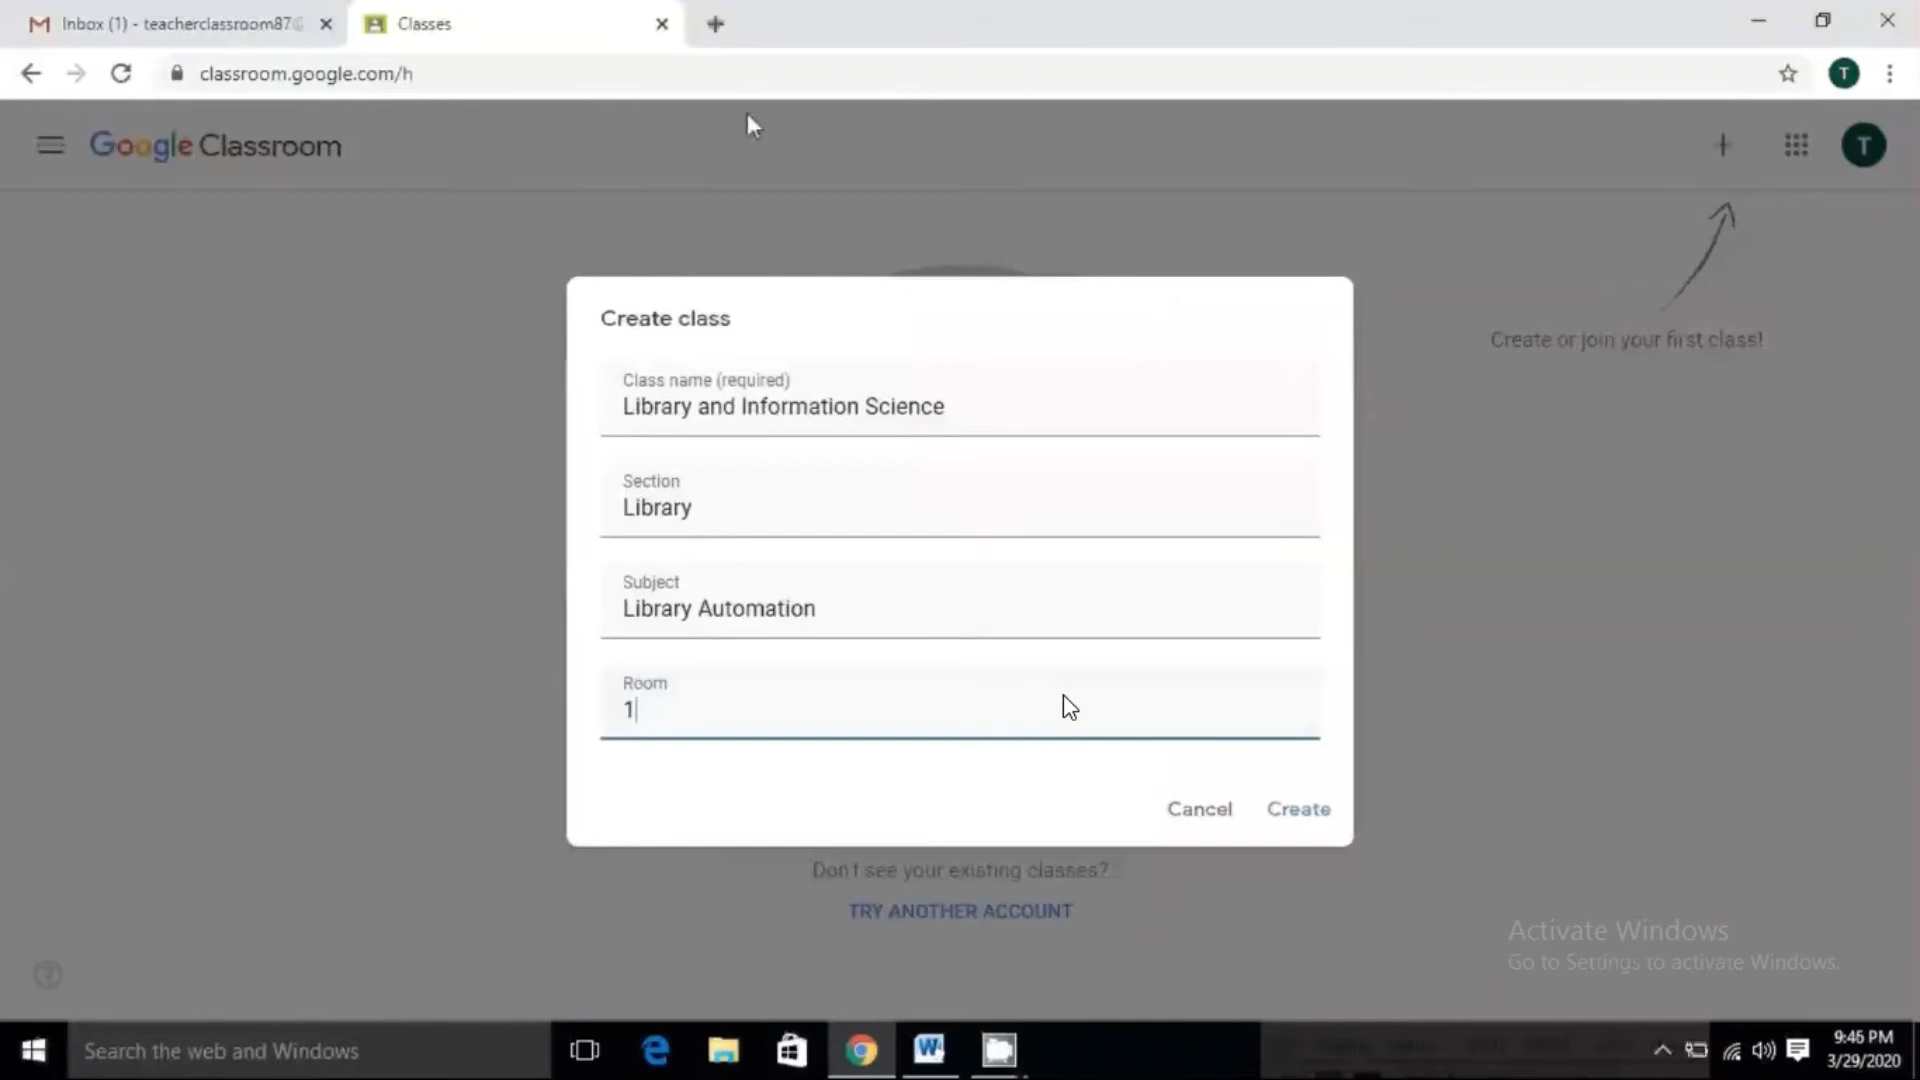 Inbox (1) - teacherclassroom87@
Classes
classroom.google.com/h
T
Google Classroom
T
Create or join your first class!
Create class
Class name (required)
Library and Information Science
Section
Library
Subject
Library Automation
Room
1
Cancel
Create
Don't see your existing classes?
TRY ANOTHER ACCOUNT
Activate Windows
Go to Settings to activate Windows.
Search the web and Windows
9:45 PM
3/29/2020